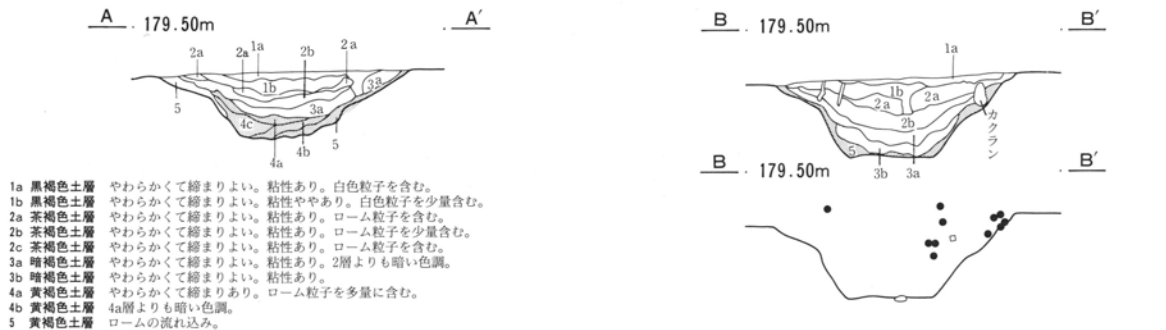 A 179.50m A′
1a 2a 2a 2b 2a
1b 3a
3a
5 4c 5
4a 4b
B 179.50m B′
1a
1b 2a 2a
2b
カクラン
5
3b 3a
B 179.50m B′
1a 黒褐色土層 やわらかくて締まりよい。粘性あり。白色粒子を含む。
1b 黒褐色土層 やわらかくて締まりよい。粘性ややあり。白色粒子を少量含む。
2a 茶褐色土層 やわらかくて締まりよい。粘性あり。ローム粒子を含む。
2b 茶褐色土層 やわらかくて締まりよい。粘性あり。ローム粒子を少量含む。
2c 茶褐色土層 やわらかくて締まりよい。粘性あり。ローム粒子を含む。
3a 暗褐色土層 やわらかくて締まりよい。粘性あり。2層よりも暗い色調。
3b 暗褐色土層 やわらかくて締まりよい。粘性あり。
4a 黄褐色土層 やわらかくて締まりあり。ローム粒子を多量に含む。
4b 黄褐色土層 4a層よりも暗い色調。
5 黄褐色土層 ロームの流れ込み。